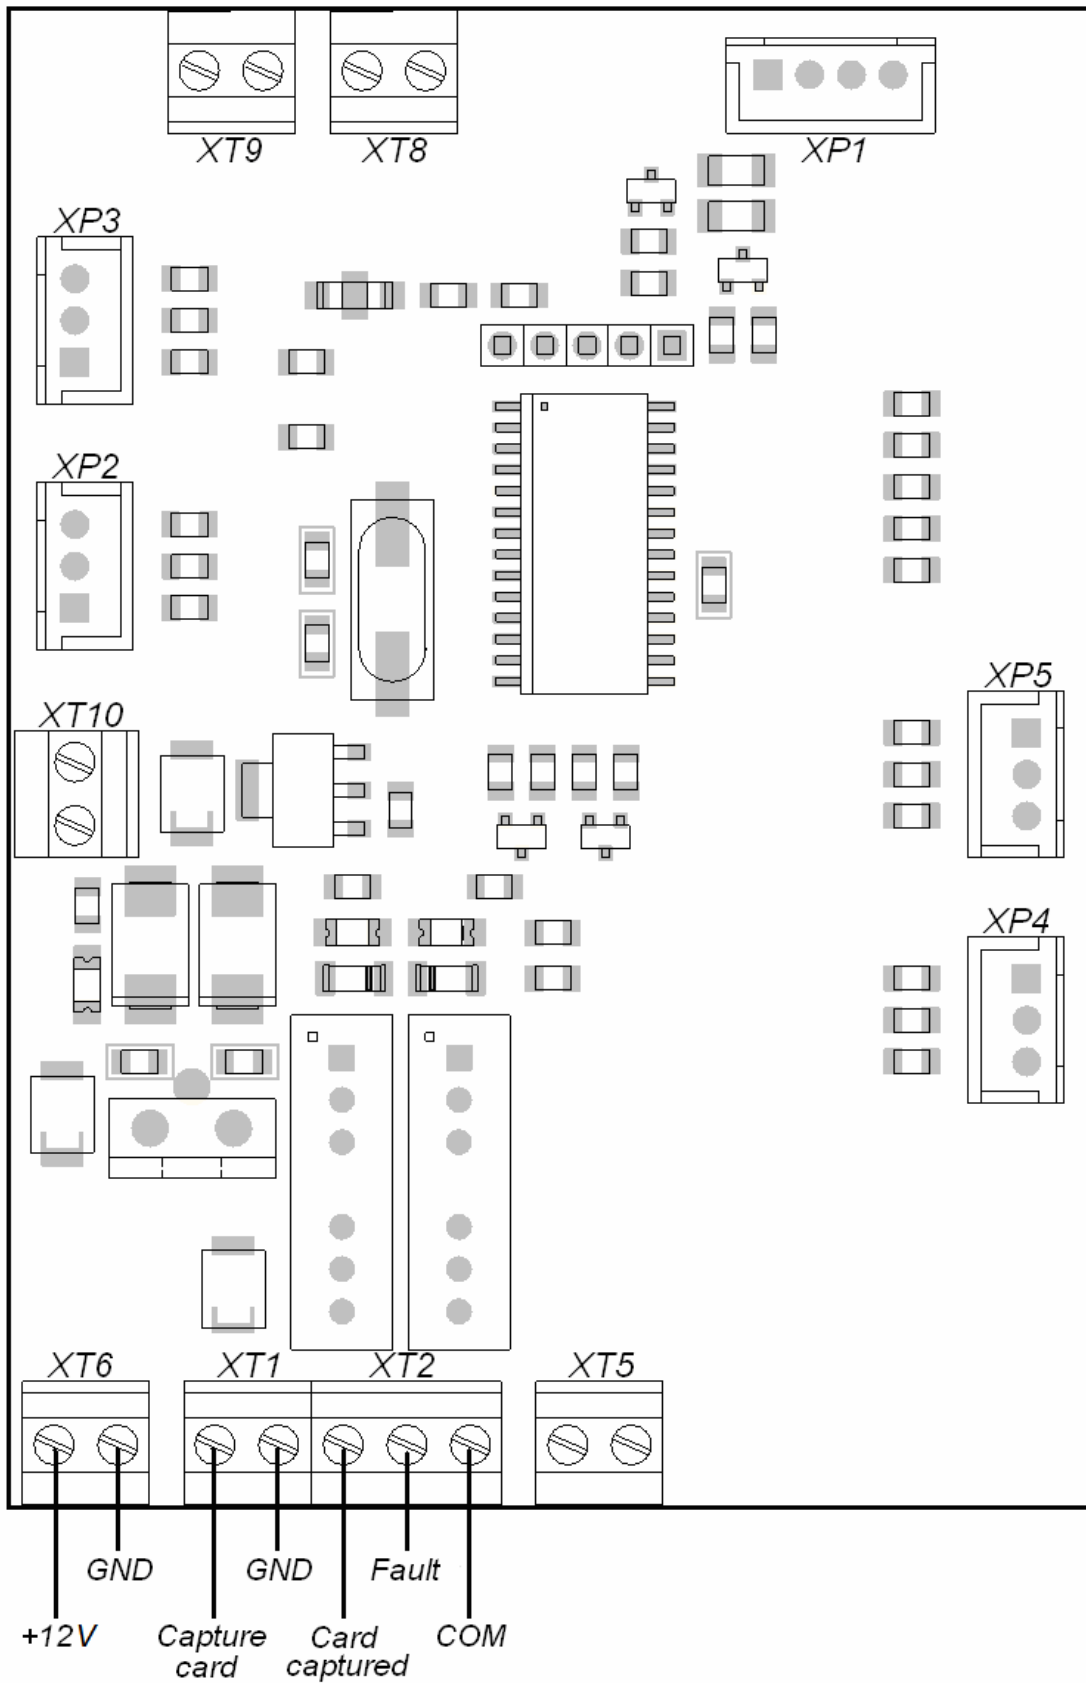 XT9
XT8
XP1
XP3
XP2
XP5
XT10
XP4
XT6
XT1
XT2
XT5
GND
GND
Fault
+12V
Capture
card
Card
captured
COM